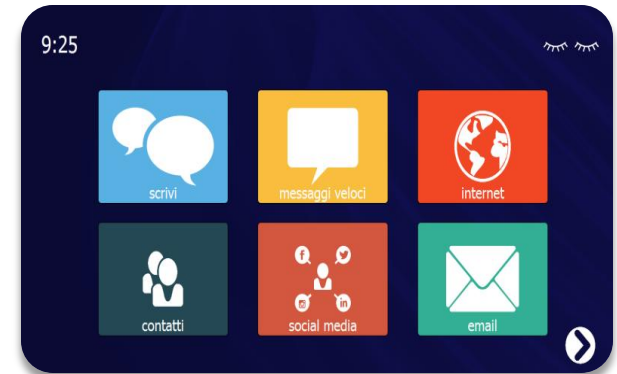 9:25
scrivi
messaggi veloci
internet
contatti
social media
email